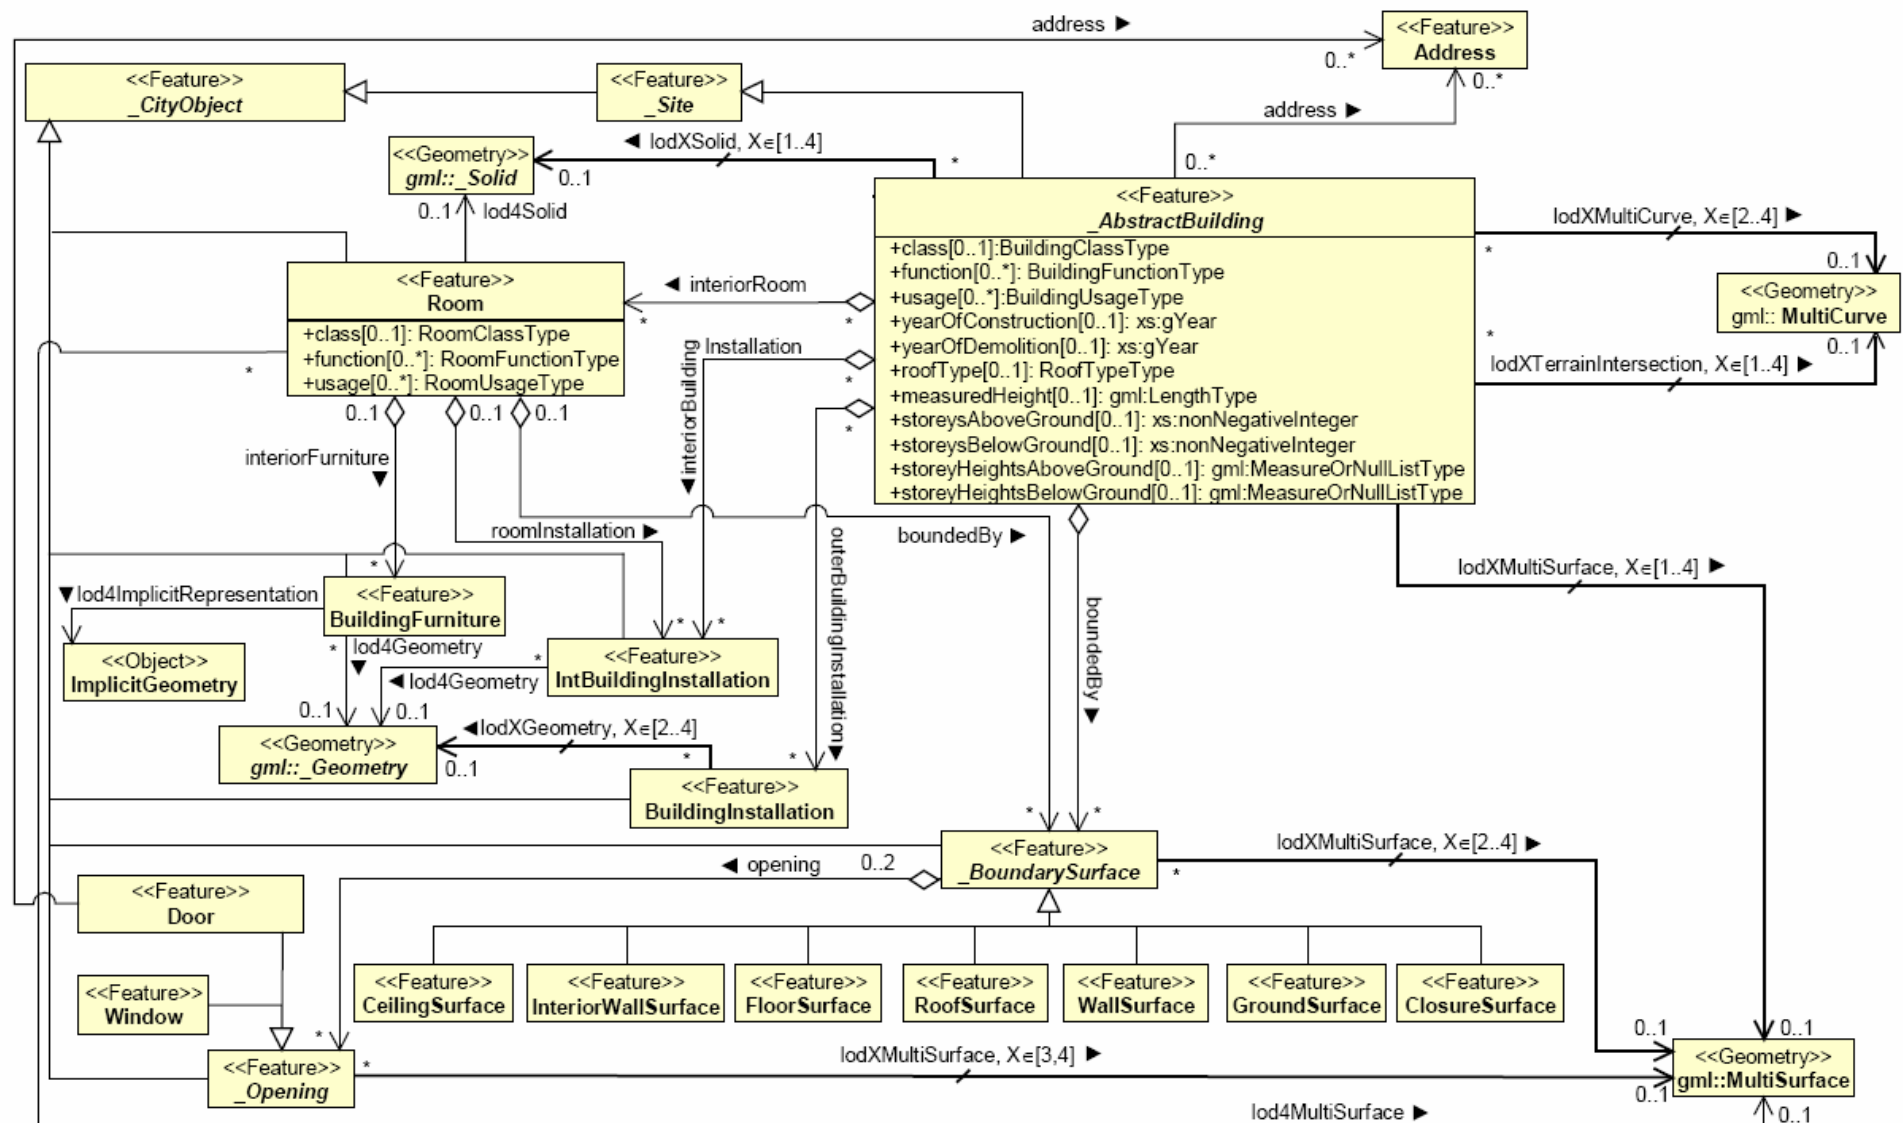 address ►
<<Feature>>
Address
0..*
0..*
<<Feature>>
_CityObject
<<Feature>>
_Site
address ►
◄ lodXSolid, X∈[1..4]
*
0..*
<<Geometry>>
gml::_Solid
0..1
0..1
lod4Solid
<<Feature>>
_AbstractBuilding
+class[0..1]:BuildingClassType
+function[0..*]: BuildingFunctionType
+usage[0..*]:BuildingUsageType
+yearOfConstruction[0..1]: xs:gYear
+yearOfDemolition[0..1]: xs:gYear
+roofType[0..1]: RoofTypeType
+measuredHeight[0..1]: gml:LengthType
+storeysAboveGround[0..1]: xs:nonNegativeInteger
+storeysBelowGround[0..1]: xs:nonNegativeInteger
+storeyHeightsAboveGround[0..1]: gml:MeasureOrNullListType
+storeyHeightsBelowGround[0..1]: gml:MeasureOrNullListType
lodXMultiCurve, X∈[2..4] ►
*
0..1
<<Geometry>>
gml:: MultiCurve
*
0..1
lodXTerrainIntersection, X∈[1..4] ►
<<Feature>>
Room
+class[0..1]: RoomClassType
+function[0..*]: RoomFunctionType
+usage[0..*]: RoomUsageType
◄ interiorRoom
*
*
*
Installation
*
◄interiorBuilding
*
0..1
0..1
0..1
interiorFurniture
▼
roomInstallation ►
boundedBy ►
outerBuildingInstallation►
boundedBy ►
lodXMultiSurface, X∈[1..4] ►
*
▼lod4ImplicitRepresentation
<<Feature>>
BuildingFurniture
*
*
<<Object>>
ImplicitGeometry
*
lod4Geometry
▼
*
◄lod4Geometry
<<Feature>>
IntBuildingInstallation
0..1
0..1
<<Geometry>>
gml::_Geometry
◄lodXGeometry, X∈[2..4]
0..1
*
*
<<Feature>>
BuildingInstallation
*
*
◄ opening
0..2
<<Feature>>
_BoundarySurface
lodXMultiSurface, X∈[2..4] ►
*
<<Feature>>
Door
<<Feature>>
Window
<<Feature>>
CeilingSurface
<<Feature>>
InteriorWallSurface
<<Feature>>
FloorSurface
<<Feature>>
RoofSurface
<<Feature>>
WallSurface
<<Feature>>
GroundSurface
<<Feature>>
ClosureSurface
*
<<Feature>>
_Opening
*
lodXMultiSurface, X∈[3,4] ►
0..1
0..1
<<Geometry>>
gml::MultiSurface
0..1
lod4MultiSurface ►
0..1